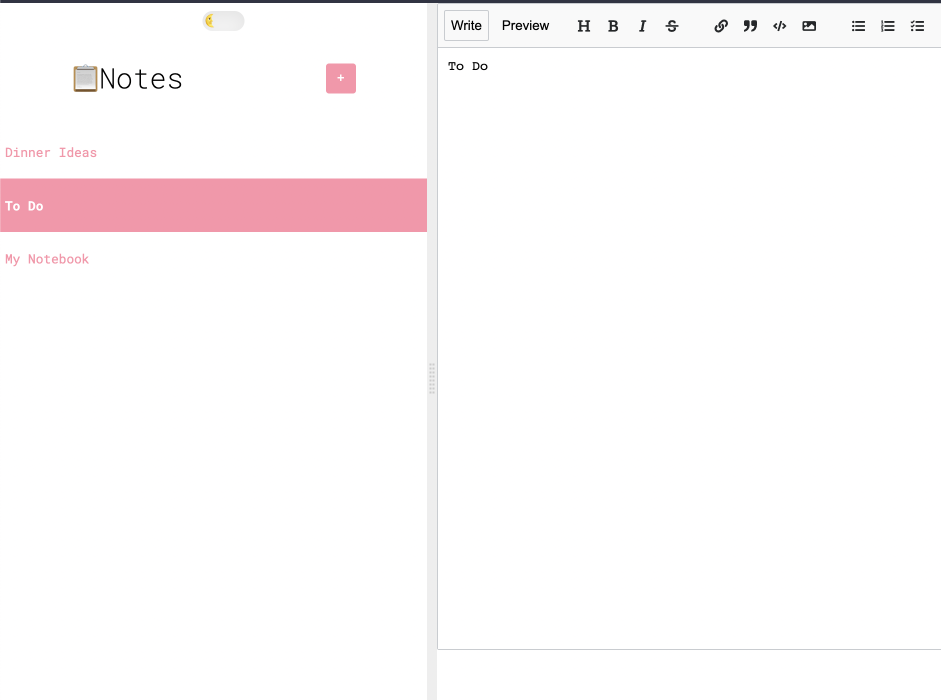 Notes
+
Dinner Ideas
To Do
My Notebook
Write Preview H B I S
To Do